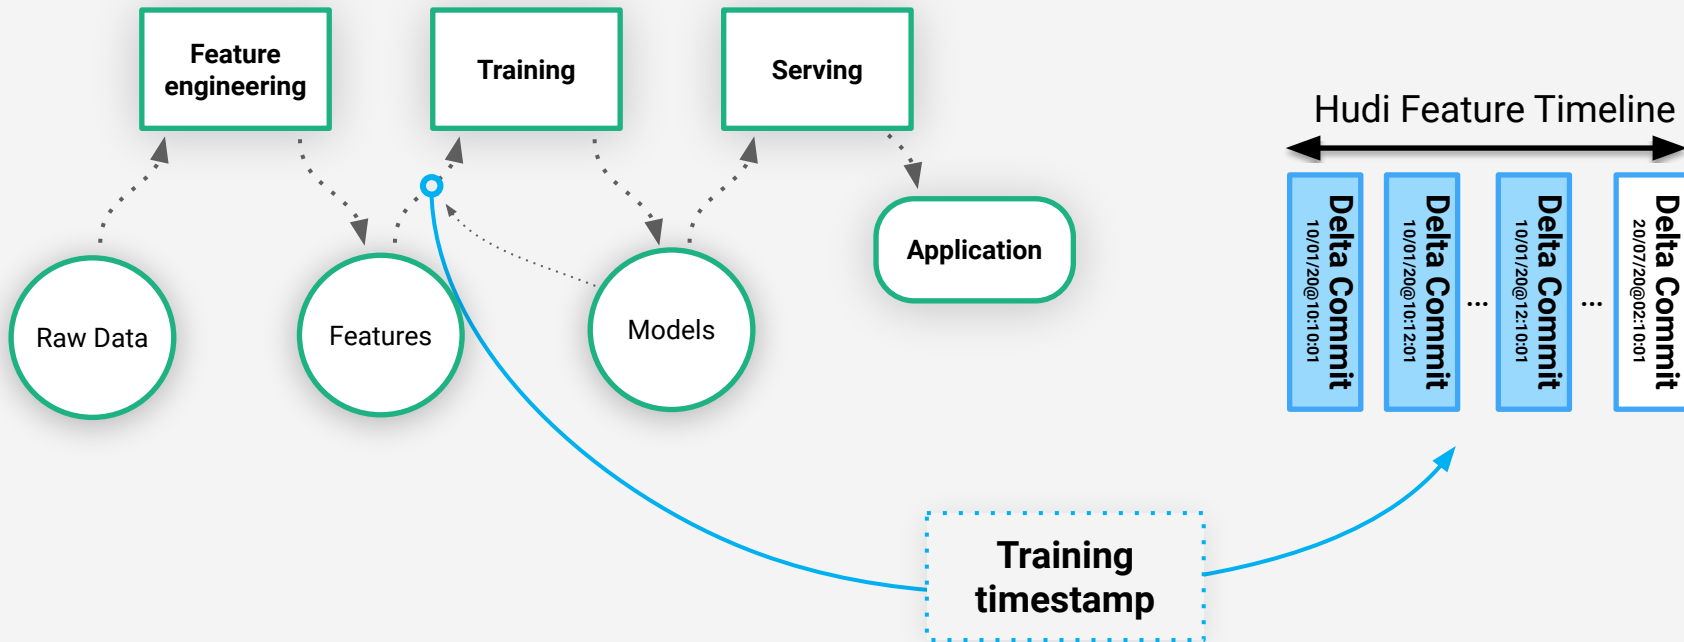 Feature
engineering
Training
Serving
Raw Data
Features
Models
Application
Training
timestamp
Hudi Feature Timeline
Delta Commit
10/01/20@10:10:01
Delta Commit
10/01/20@10:12:01
...
Delta Commit
10/01/20@12:10:01
...
Delta Commit
20/07/20@02:10:01